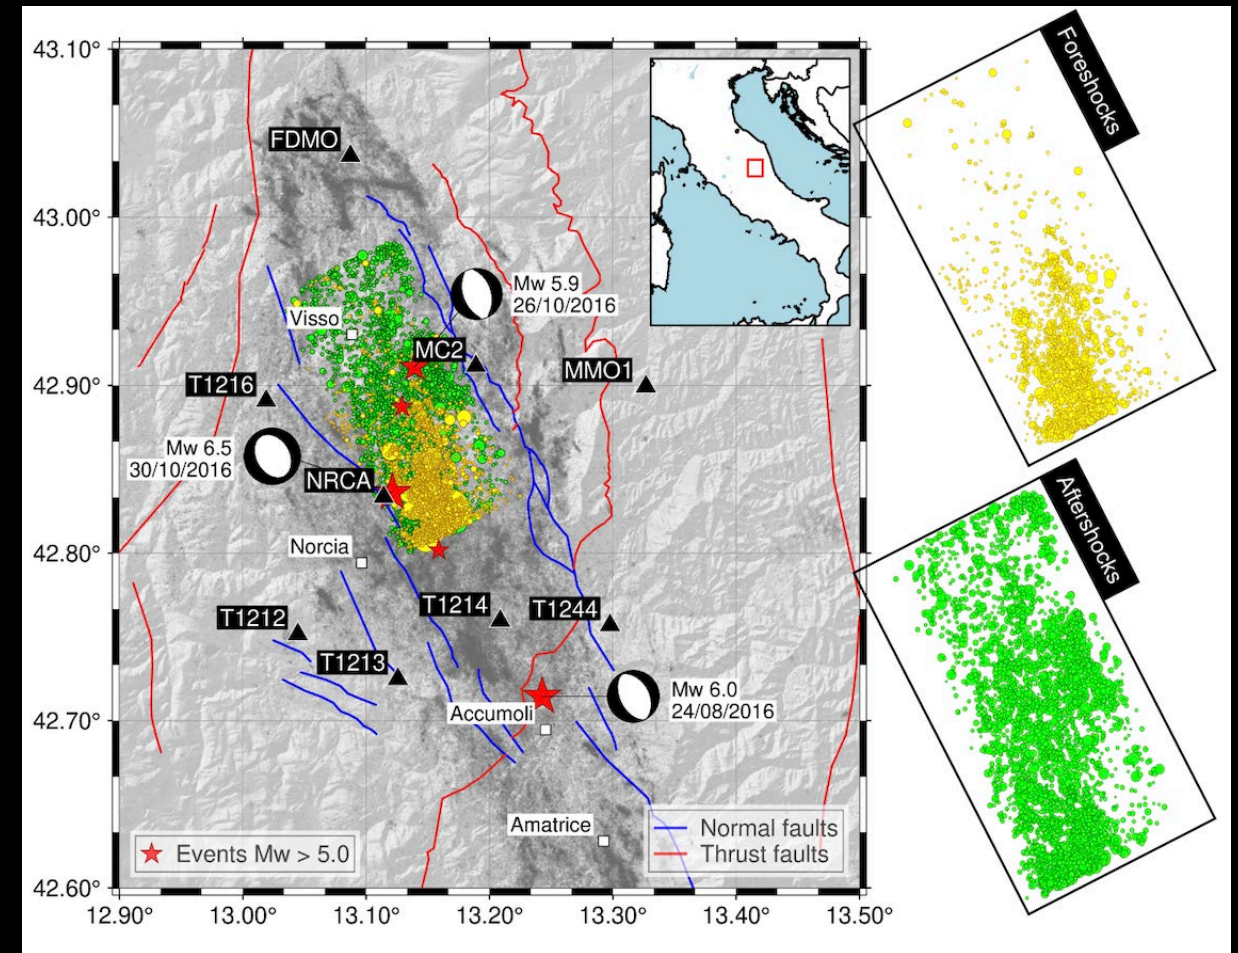 43.10°
43.00°
42.90°
42.80°
42.70°
42.60°
12.90°
13.00°
13.10°
13.20°
13.30°
13.40°
13.50°
FDMO
Mw 5.9
26/10/2016
Visso
MC2
MMO1
T1216
Mw 6.5
30/10/2016
NRCA
Norcia
T1214
T1244
T1212
T1213
Mw 6.0
24/08/2016
Accumoli
Amatrice
Events Mw > 5.0
Normal faults
Thrust faults
Foreshocks
Aftershocks